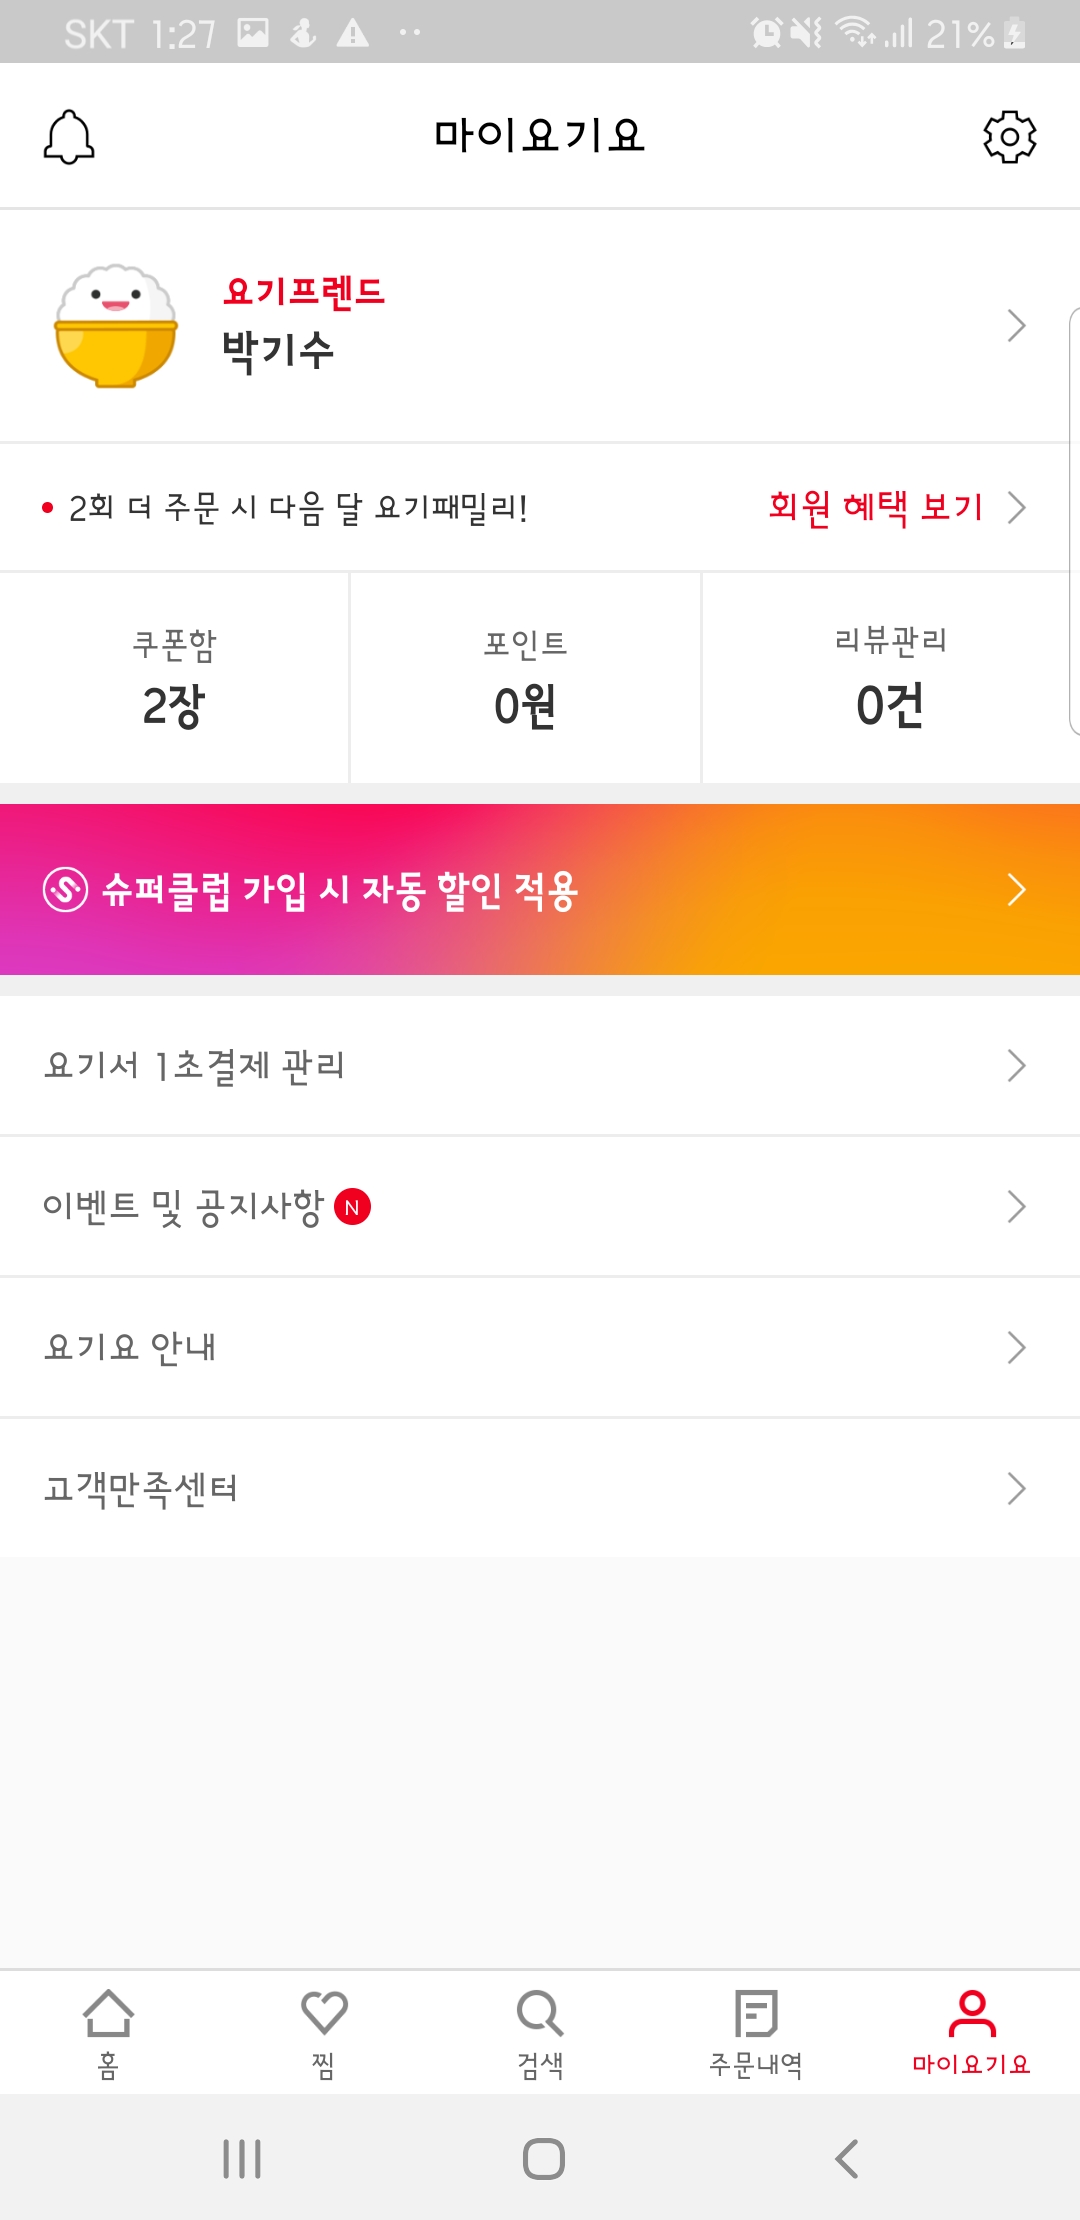 SKT 1:27 21%
마이요기요
요기프렌드
박기수
2회 더 주문 시 다음 달 요기패밀리! 회원 혜택 보기
쿠폰함 포인트 리뷰관리
2장 0원 0건
슈퍼클럽 가입 시 자동 할인 적용
요기서 1초결제 관리
이벤트 및 공지사항 N
요기요 안내
고객만족센터
홈 찜 검색 주문내역 마이요기요